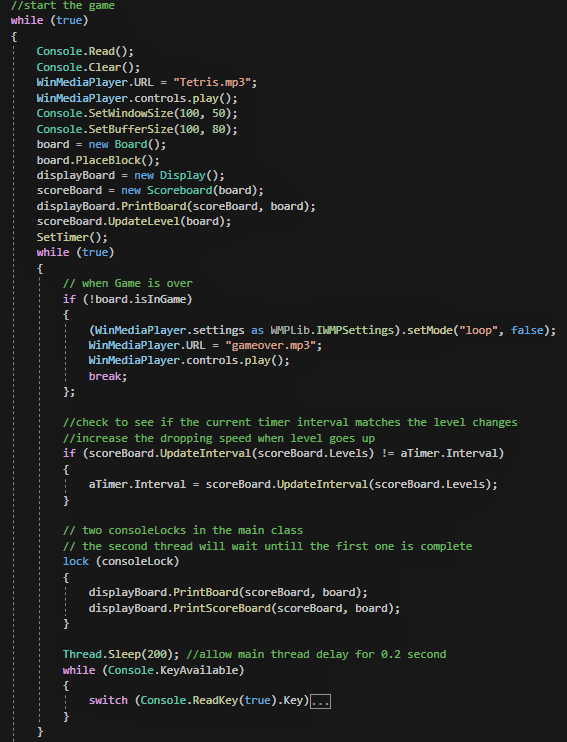 //start the game
while (true)
{
Console.Read();
Console.Clear();
WinMediaPlayer.URL = "Tetris.mp3";
WinMediaPlayer.controls.play();
Console.SetWindowSize(100, 50);
Console.SetBufferSize(100, 80);
board = new Board();
board.PlaceBlock();
displayBoard = new Display();
scoreBoard = new Scoreboard(board);
displayBoard.PrintBoard(scoreBoard, board);
scoreBoard.UpdateLevel(board);
SetTimer();
while (true)
{
// when Game is over
if (!board.isInGame)
{
(WinMediaPlayer.settings as WMPLib.IWMPSettings).setMode("loop", false);
WinMediaPlayer.URL = "gameover.mp3";
WinMediaPlayer.controls.play();
break;
};
//check to see if the current timer interval matches the level changes
//increase the dropping speed when level goes up
if (scoreBoard.UpdateInterval(scoreBoard.Levels) != aTimer.Interval)
{
aTimer.Interval = scoreBoard.UpdateInterval(scoreBoard.Levels);
}
// two consoleLocks in the main class
// the second thread will wait untill the first one is complete
lock (consoleLock)
{
displayBoard.PrintBoard(scoreBoard, board);
displayBoard.PrintScoreBoard(scoreBoard, board);
}
Thread.Sleep(200); //allow main thread delay for 0.2 second
while (Console.KeyAvailable)
{
switch (Console.ReadKey(true).Key)...
}
}